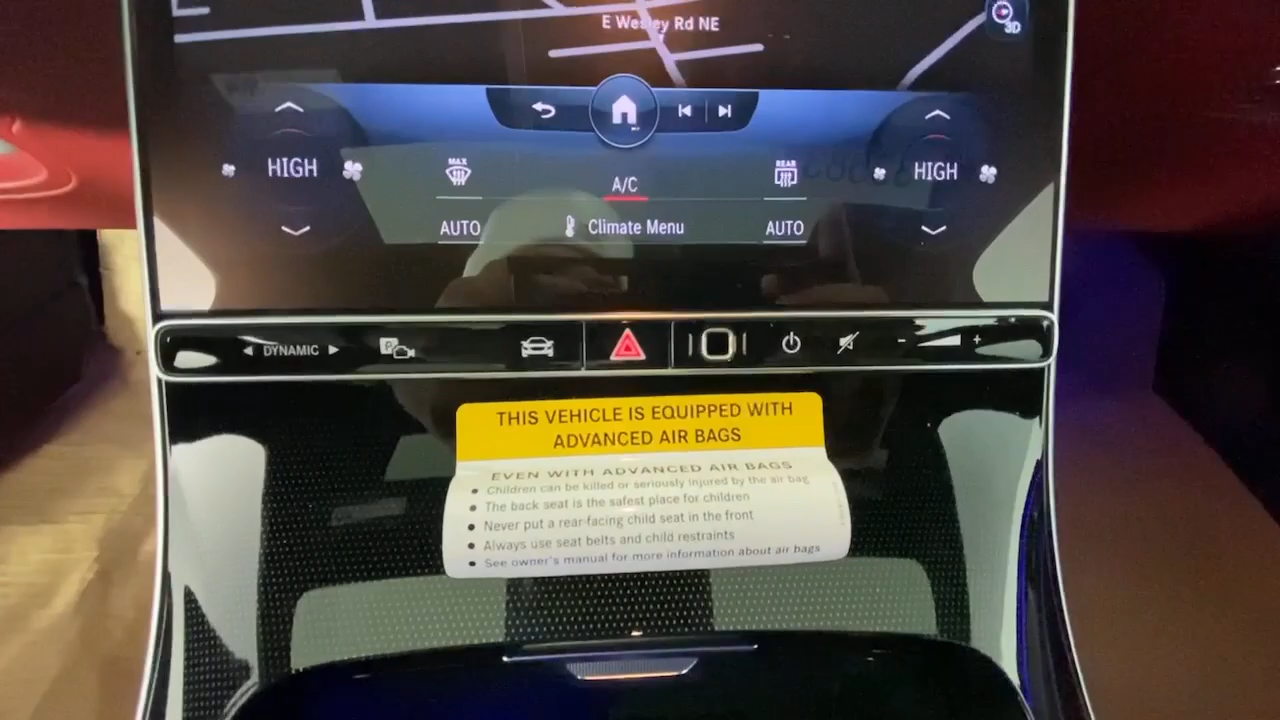 E Wesley Rd NE
3D
HIGH
MAX
A/C
REAR
HIGH
AUTO
Climate Menu
AUTO
DYNAMIC
P
- +
THIS VEHICLE IS EQUIPPED WITH
ADVANCED AIR BAGS
EVEN WITH ADVANCED AIR BAGS
• Children can be killed or seriously injured by the air bag
• The back seat is the safest place for children
• Never put a rear-facing child seat in the front
• Always use seat belts and child restraints
• See owner's manual for more information about air bags